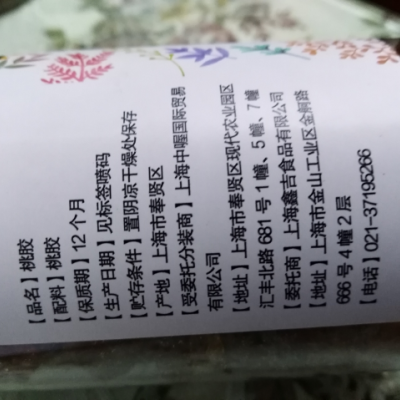 【品名】桃胶
【配料】桃胶
【保质期】12个月
【生产日期】见标签喷码
【贮存条件】置阴凉干燥处保存
【产地】上海市奉贤区
【受委托分装商】上海中喔国际贸易
有限公司
【地址】上海市奉贤区现代农业园区
汇丰北路681号1幢、5幢、7幢
【委托商】上海鑫吉食品有限公司
【地址】上海市金山工业区金舸路
666号4幢2层
【电话】021-37195266